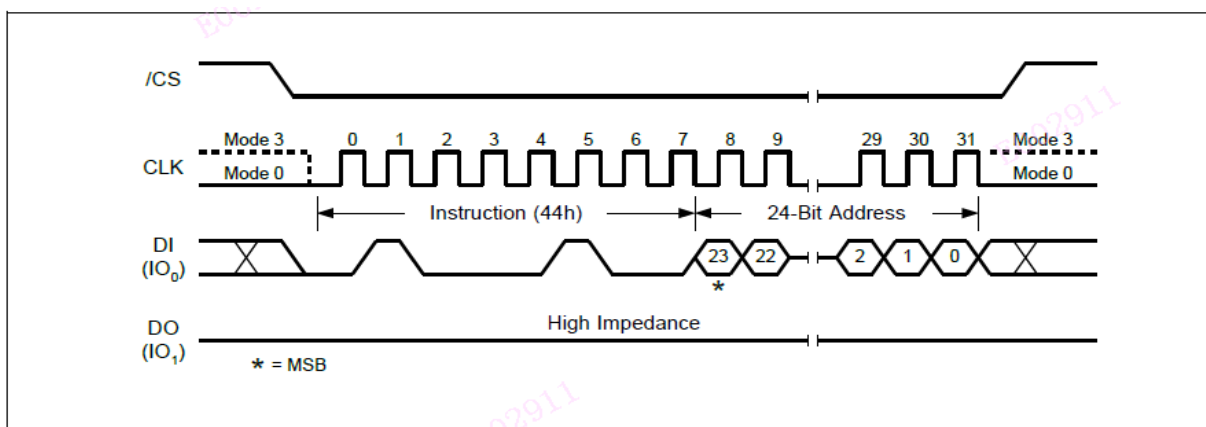 /CS
Mode 3 0 1 2 3 4 5 6 7 8 9 29 30 31 Mode 3
CLK
Mode 0 Mode 0
Instruction (44h) 24-Bit Address
DI
(IO0)
23 22 2 1 0
*
High Impedance
DO
(IO1)
* = MSB
02911
02911